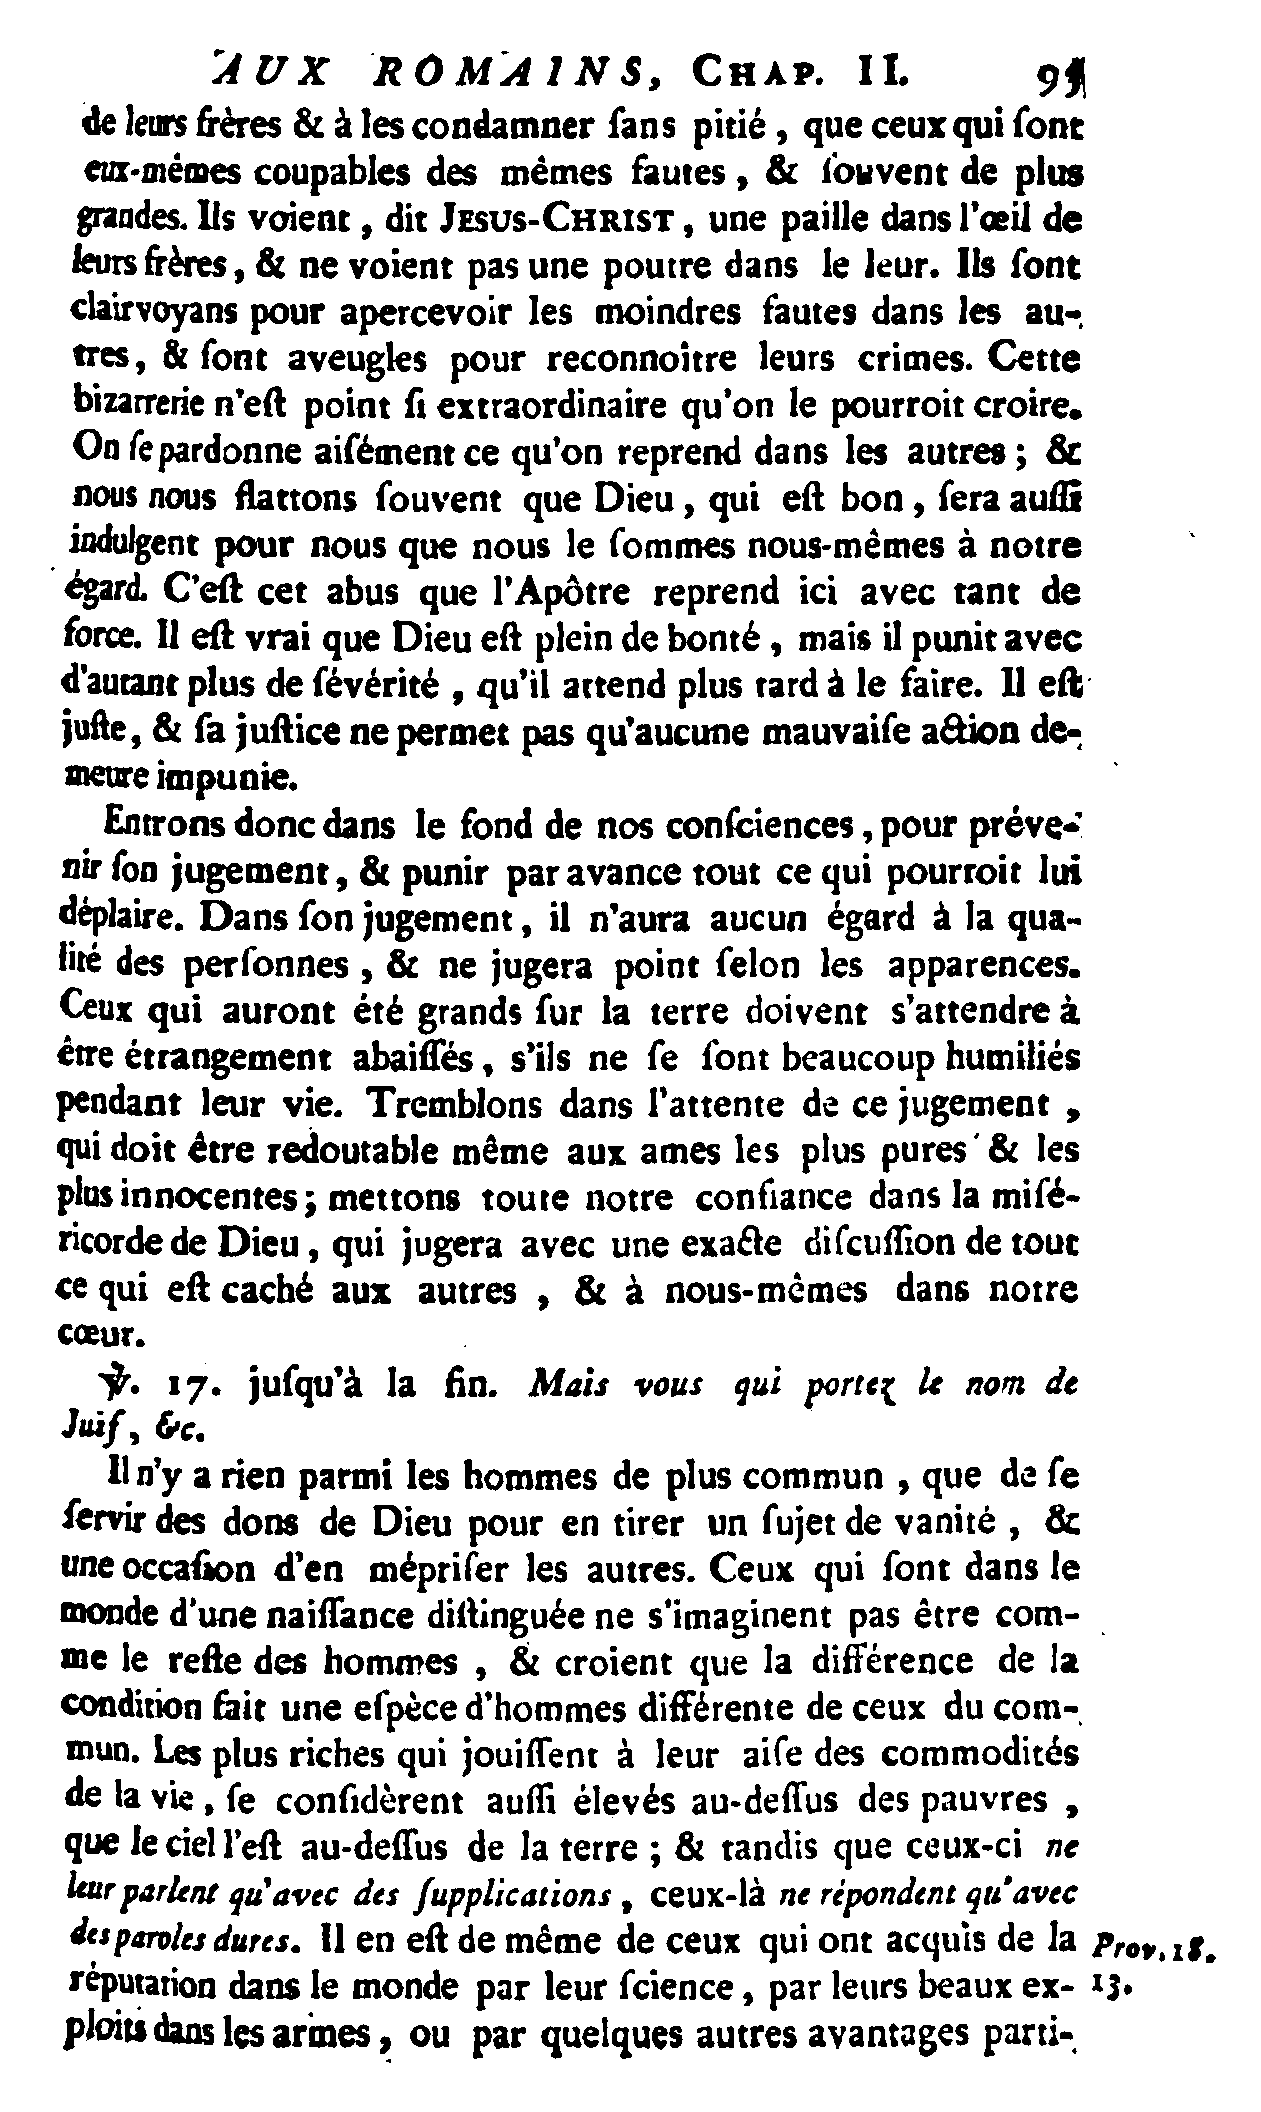 AUX ROMAINS, CHAP. II.
de leurs frères & à les condamner ſans pitié, que ceux qui ſont
eux-mêmes coupables des mêmes fautes, & ſouvent de plus
grandes. Ils voient, dit JESUS-CHRIST, une paille dans l'œil de
leurs frères, & ne voient pas une poutre dans le leur. Ils ſont
clairvoyans pour apercevoir les moindres fautes dans les au-
tres, & ſont aveugles pour reconnoitre leurs crimes. Cette
bizarrerie n'eſt point ſi extraordinaire qu'on le pourroit croire.
On ſe pardonne aiſément ce qu'on reprend dans les autres; &
nous nous flattons ſouvent que Dieu, qui eſt bon, ſera auſſi
indulgent pour nous que nous le ſommes nous-mêmes à notre
égard. C'eſt cet abus que l'Apôtre reprend ici avec tant de
force. Il eſt vrai que Dieu eſt plein de bonté, mais il punit avec
d'autant plus de ſévérité, qu'il attend plus tard à le faire. Il eſt
juſte, & ſa juſtice ne permet pas qu'aucune mauvaiſe action de-
meure impunie.
Entrons donc dans le fond de nos conſciences, pour préve-
nir ſon jugement, & punir par avance tout ce qui pourroit lui
déplaire. Dans ſon jugement, il n'aura aucun égard à la qua-
lité des perſonnes, & ne jugera point ſelon les apparences.
Ceux qui auront été grands ſur la terre doivent s'attendre à
être étrangement abaiſſés, s'ils ne ſe ſont beaucoup humiliés
pendant leur vie. Tremblons dans l'attente de ce jugement,
qui doit être redoutable même aux ames les plus pures & les
plus innocentes; mettons toute notre confiance dans la miſé-
ricorde de Dieu, qui jugera avec une exacte diſcuſſion de tout
ce qui eſt caché aux autres, & à nous-mêmes dans notre
cœur.
℣. 17. juſqu'à la fin. Mais vous qui portez le nom de
Juif, &c.
Il n'y a rien parmi les hommes de plus commun, que de ſe
ſervir des dons de Dieu pour en tirer un ſujet de vanité, &
une occaſion d'en mépriſer les autres. Ceux qui ſont dans le
monde d'une naiſſance diſtinguée ne s'imaginent pas être com-
me le reſte des hommes, & croient que la différence de la
condition fait une eſpèce d'hommes différente de ceux du com-
mun. Les plus riches qui jouiſſent à leur aiſe des commodités
de la vie, ſe conſidèrent auſſi élevés au-deſſus des pauvres,
que le ciel l'eſt au-deſſus de la terre; & tandis que ceux-ci ne
leur parlent qu'avec des ſupplications, ceux-là ne répondent qu'avec
des paroles dures. Il en eſt de même de ceux qui ont acquis de la
Prov. 18.
réputation dans le monde par leur ſcience, par leurs beaux ex-
13.
ploits dans les armes, ou par quelques autres avantages parti-